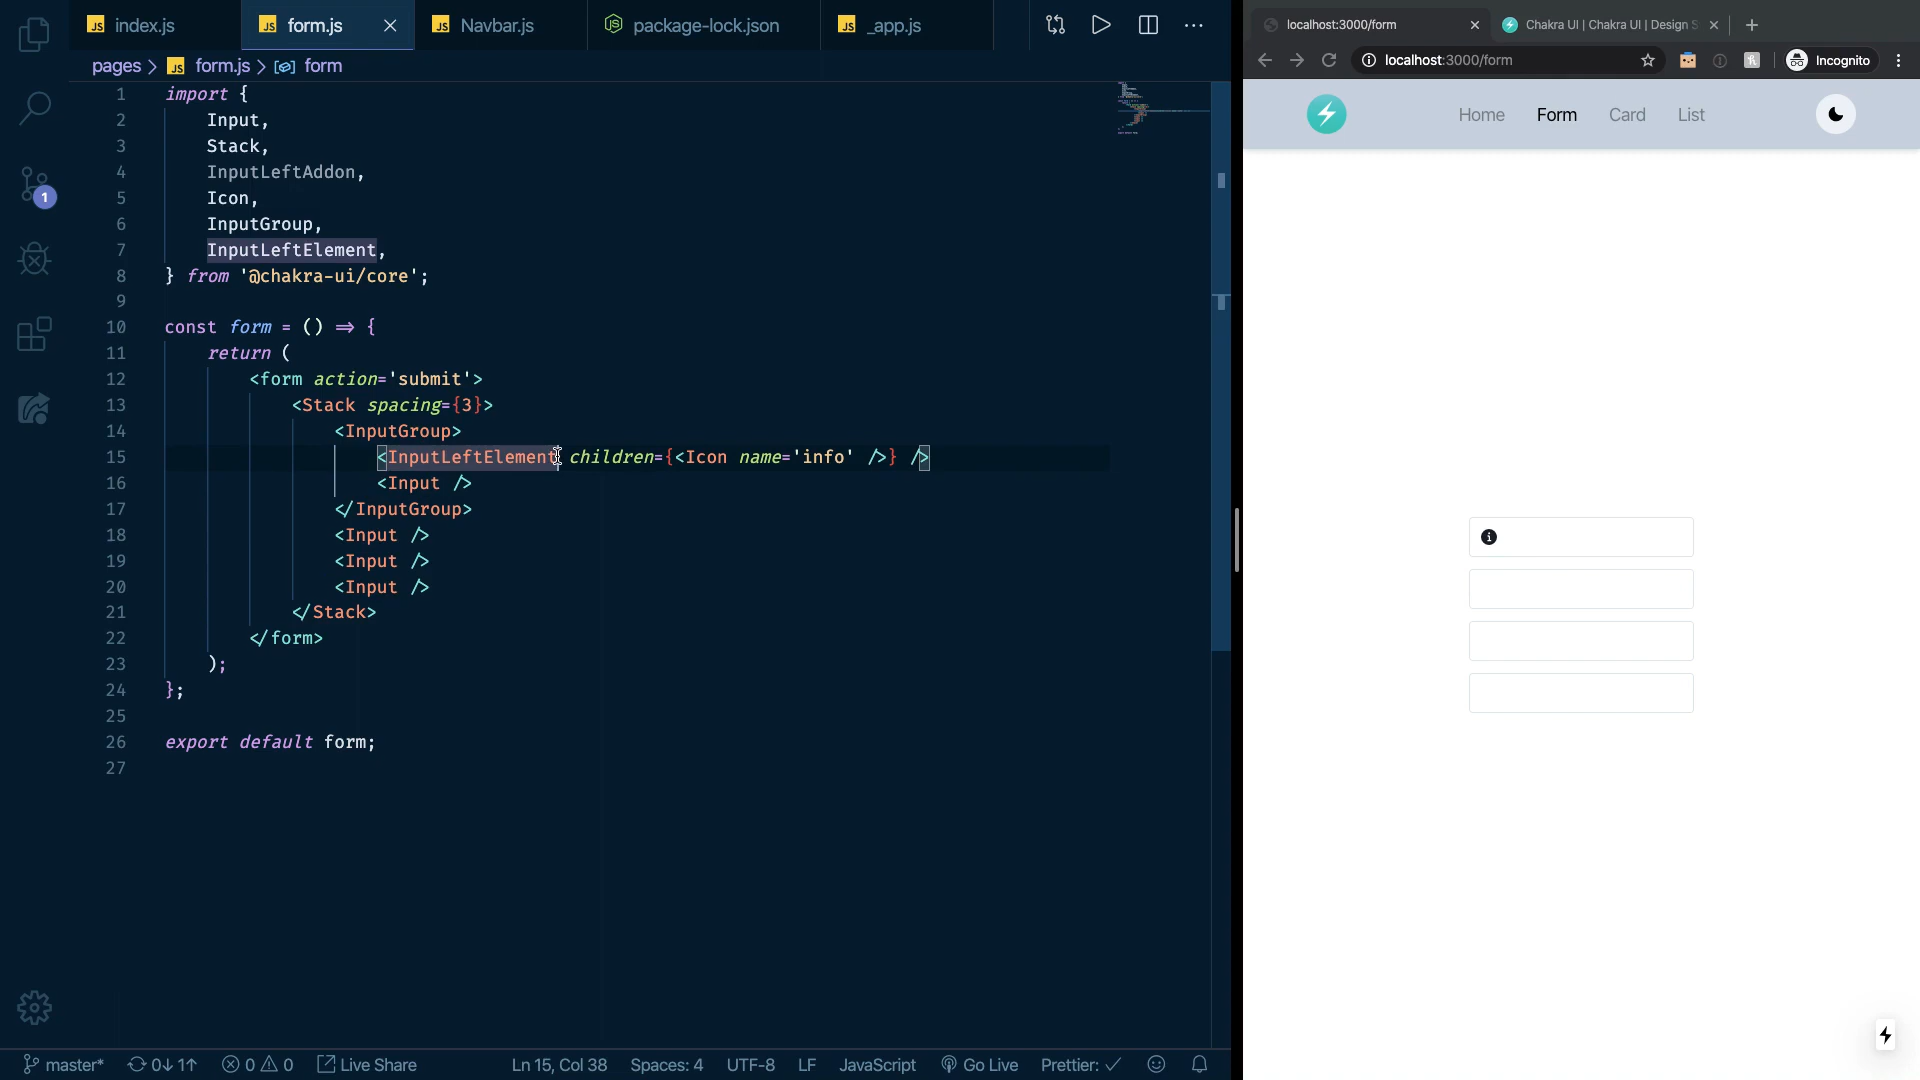 index.js
form.js
Navbar.js
package-lock.json
_app.js
pages > form.js > form
1 import {
2 Input,
3 Stack,
4 InputLeftAddon,
5 Icon,
6 InputGroup,
7 InputLeftElement,
8 } from '@chakra-ui/core';
9
10 const form = () => {
11 return (
12 <form action='submit'>
13 <Stack spacing={3}>
14 <InputGroup>
15 <InputLeftElement children={<Icon name='info' />} />
16 <Input />
17 </InputGroup>
18 <Input />
19 <Input />
20 <Input />
21 </Stack>
22 </form>
23 );
24 };
25
26 export default form;
27
1
master* 0↓ 1↑ 0 0 Live Share Ln 15, Col 38 Spaces: 4 UTF-8 LF JavaScript Go Live Prettier: ✓
localhost:3000/form
Chakra UI | Chakra UI | Design S
localhost:3000/form
Incognito
Home Form Card List